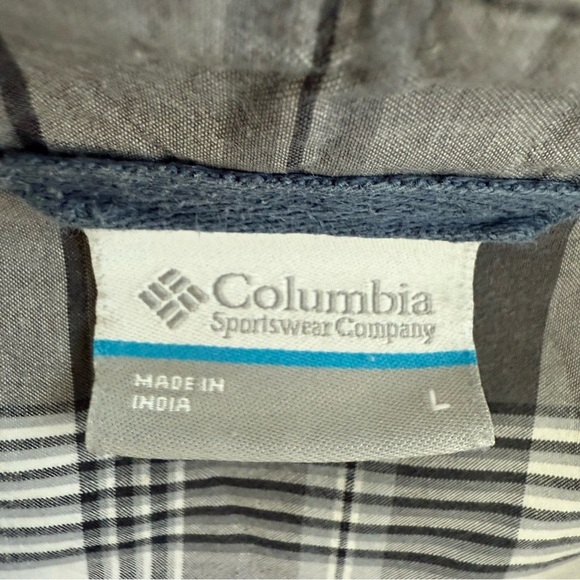 Columbia
Sportswear Company
MADE IN
INDIA
L